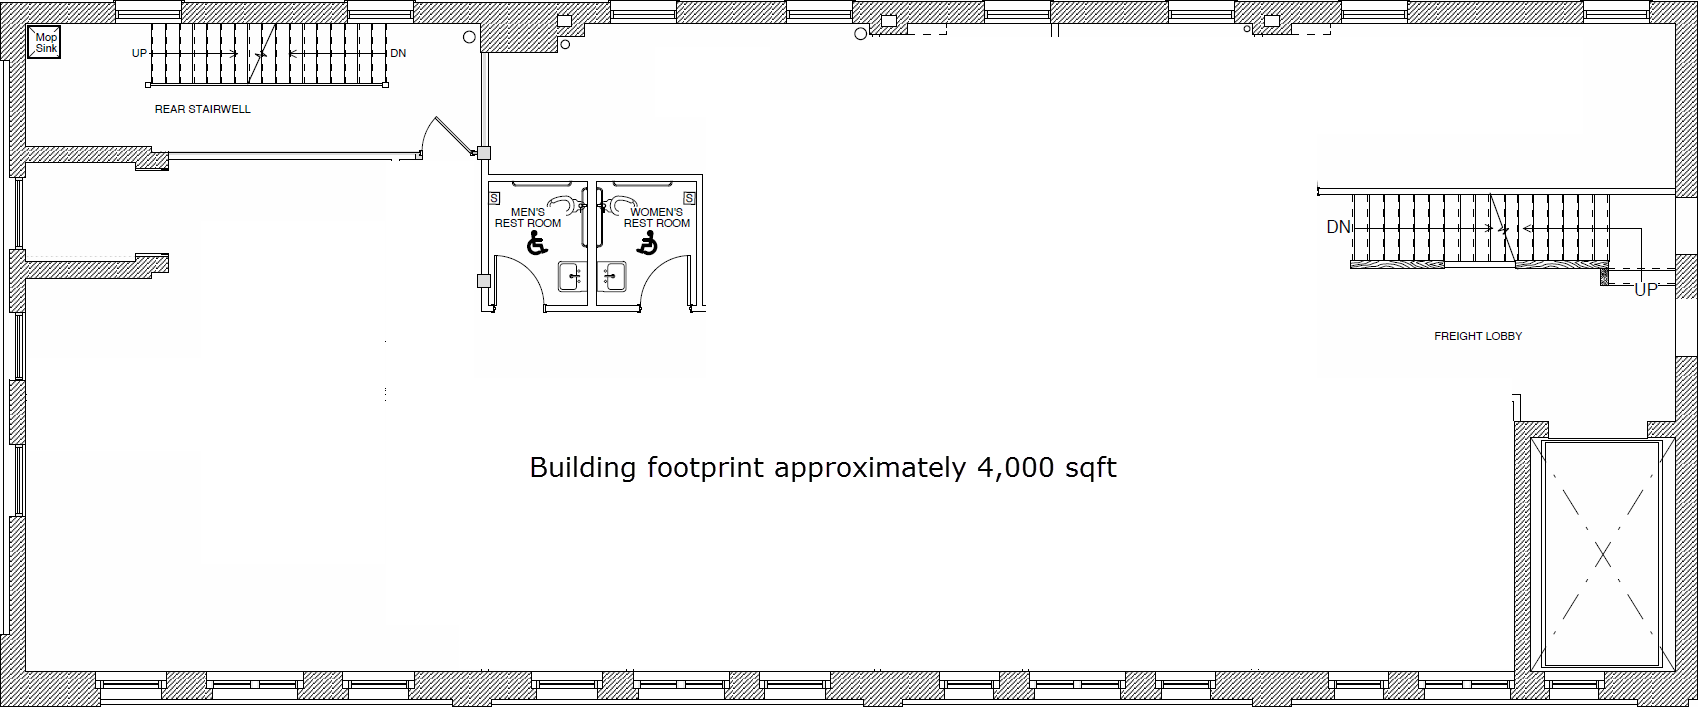 Mop
Sink
UP
DN
REAR STAIRWELL
S
MEN'S
REST ROOM
S
WOMEN'S
REST ROOM
DN
UP
FREIGHT LOBBY
Building footprint approximately 4,000 sqft